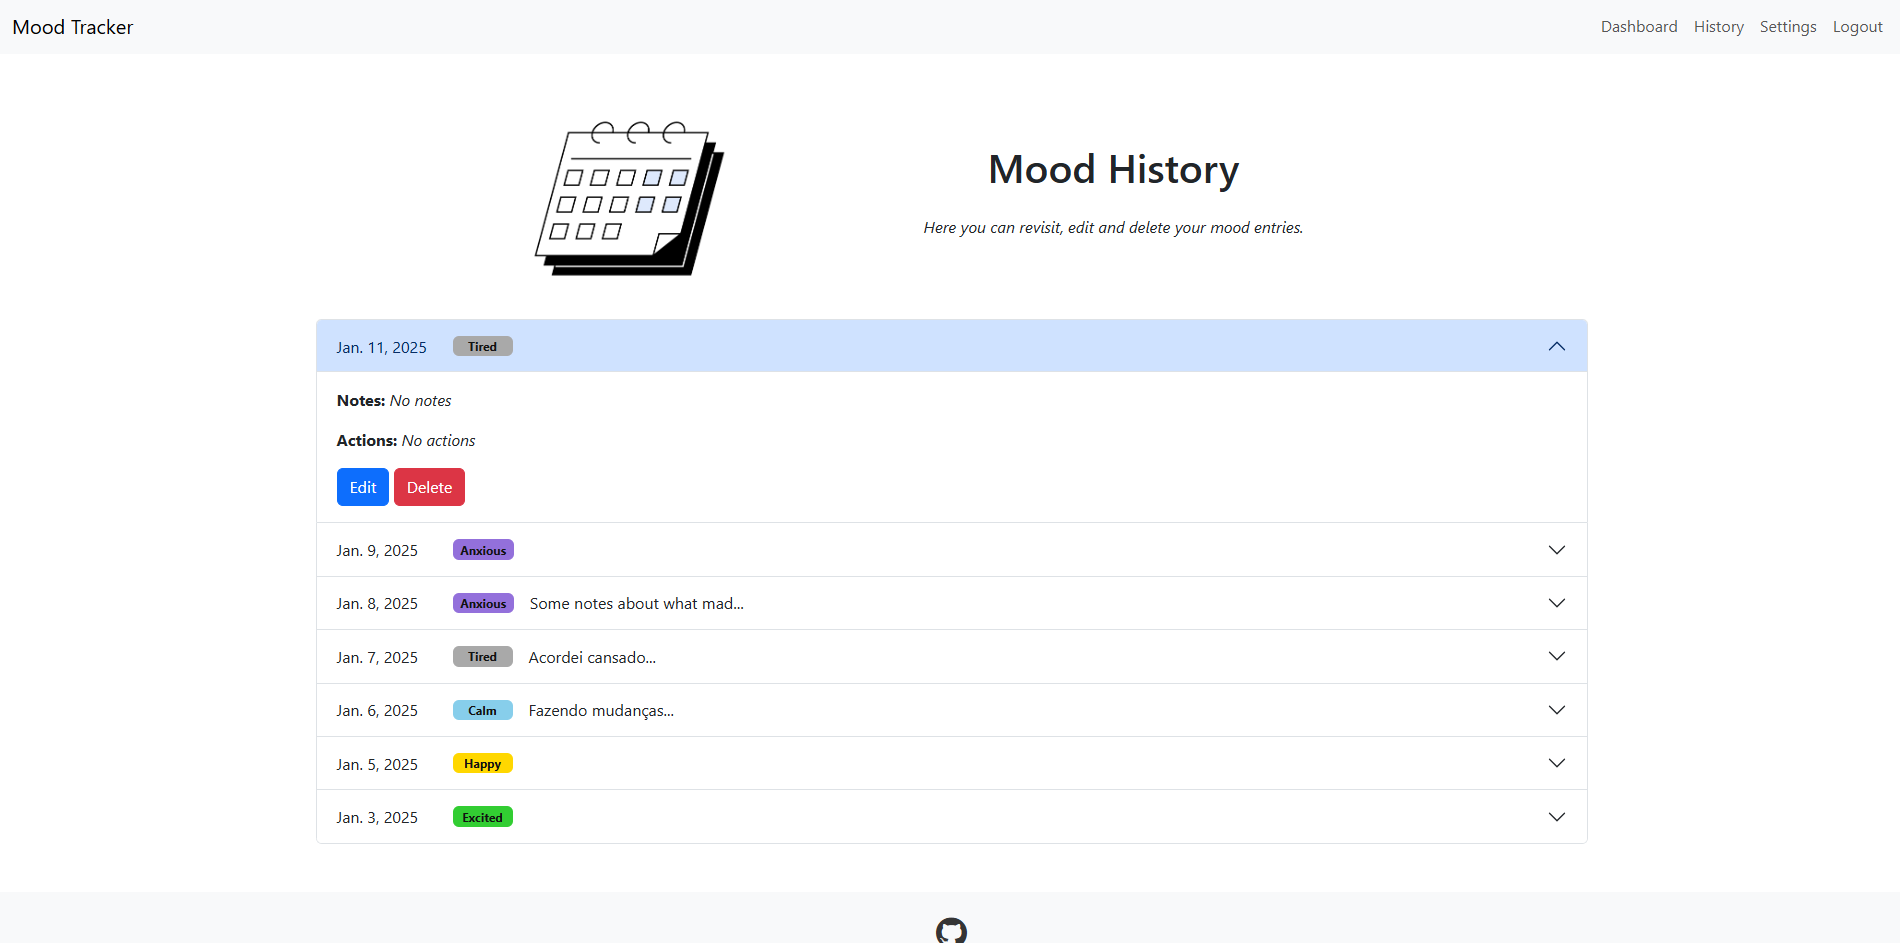 Mood Tracker Dashboard History Settings Logout
Mood History
Here you can revisit, edit and delete your mood entries.
Jan. 11, 2025 Tired
Notes: No notes
Actions: No actions
Edit Delete
Jan. 9, 2025 Anxious
Jan. 8, 2025 Anxious Some notes about what mad...
Jan. 7, 2025 Tired Acordei cansado...
Jan. 6, 2025 Calm Fazendo mudanças...
Jan. 5, 2025 Happy
Jan. 3, 2025 Excited